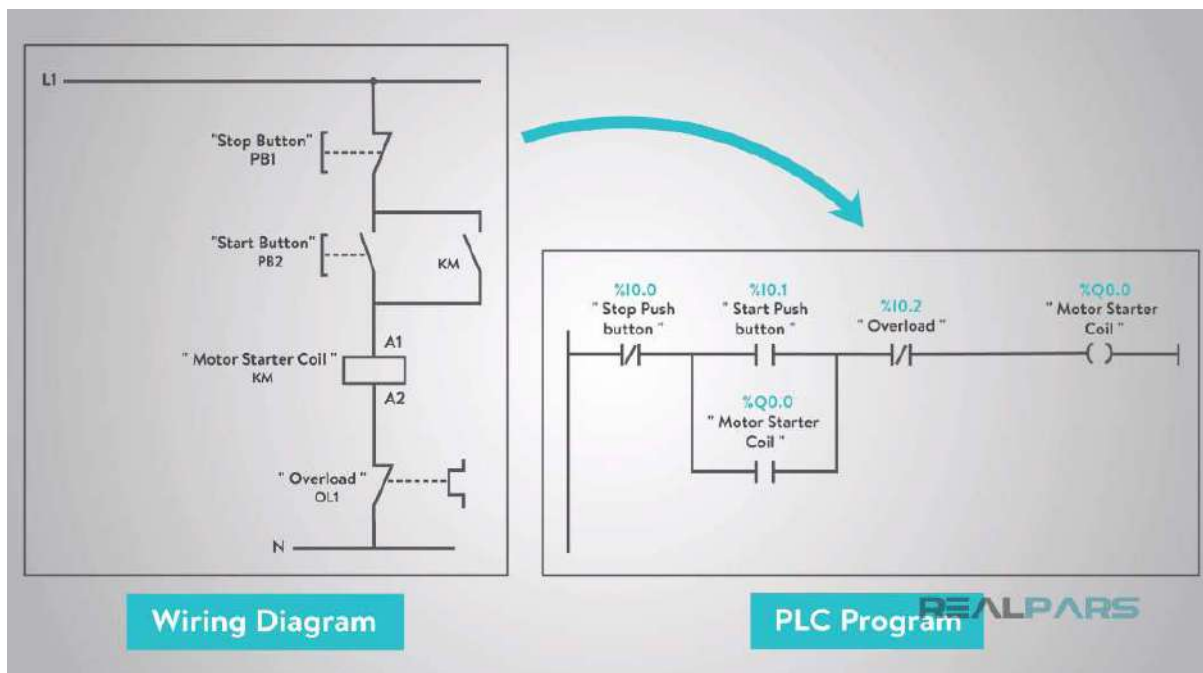 L1
"Stop Button"
PB1
"Start Button"
PB2
KM
A1
" Motor Starter Coil "
KM
A2
" Overload "
OL1
N
Wiring Diagram
%I0.0
" Stop Push
button "
%I0.1
" Start Push
button "
%I0.2
" Overload "
%Q0.0
" Motor Starter
Coil "
%Q0.0
" Motor Starter
Coil "
PLC Program
REALPARS